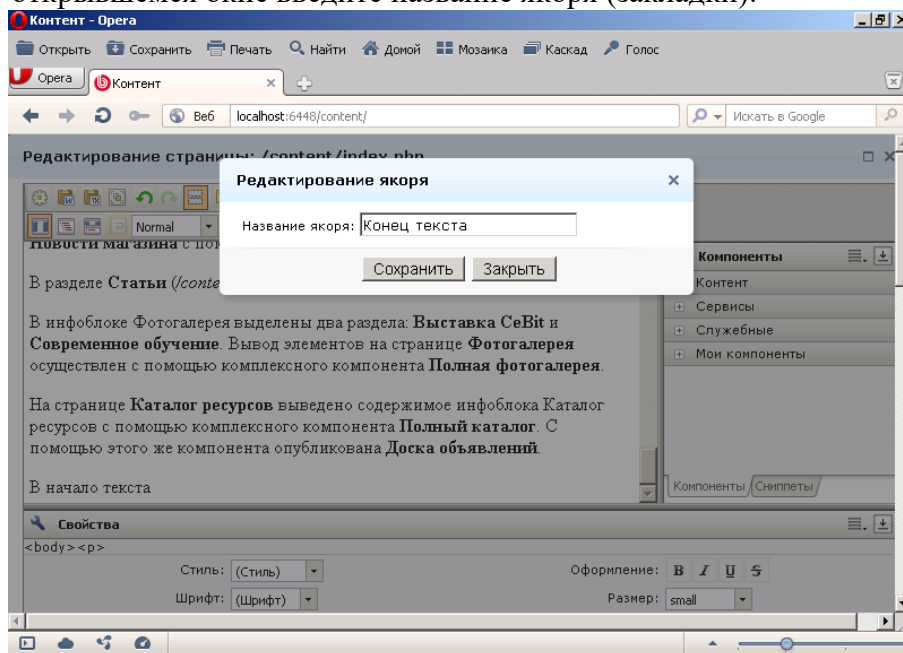 открывшемся окне введите название якоря (закладки).
Контент - Opera
Открыть Сохранить Печать Найти Домой Мозаика Каскад Голос
Opera Контент
Веб localhost:6448/content/ Искать в Google
Редактирование страницы: /content/index.php
Редактирование якоря
Normal
Название якоря: Конец текста
Новости магазина с
Сохранить Закрыть
Компоненты
В разделе Статьи (/conte
Контент
Сервисы
В инфоблоке Фотогалерея выделены два раздела: Выставка CeBit и
Служебные
Современное обучение. Вывод элементов на странице Фотогалерея
Мои компоненты
осуществлен с помощью комплексного компонента Полная фотогалерея.
На странице Каталог ресурсов выведено содержимое инфоблока Каталог
ресурсов с помощью комплексного компонента Полный каталог. С
помощью этого же компонента опубликована Доска объявлений.
В начало текста
Компоненты Сниппеты
Свойства
<body><p>
Стиль: (Стиль) Оформление: B I U S
Шрифт: (Шрифт) Размер: small